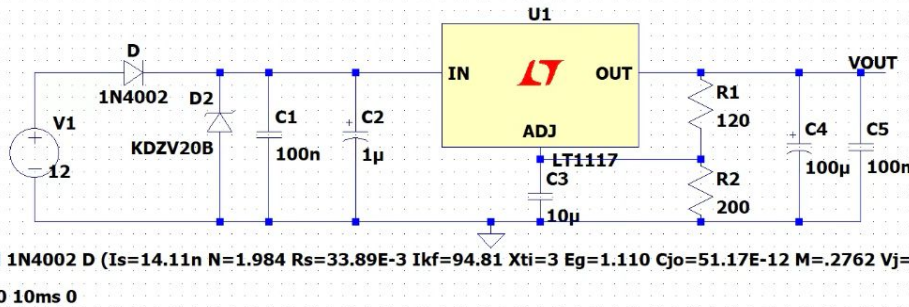 U1
D
1N4002
D2
KDZV20B
V1
12
C1
100n
C2
+
1µ
IN
OUT
ADJ
LT1117
C3
10µ
VOUT
R1
120
R2
200
+
C4
100µ
C5
100n
1N4002 D (Is=14.11n N=1.984 Rs=33.89E-3 Ikf=94.81 Xti=3 Eg=1.110 Cjo=51.17E-12 M=.2762 Vj=
0 10ms 0